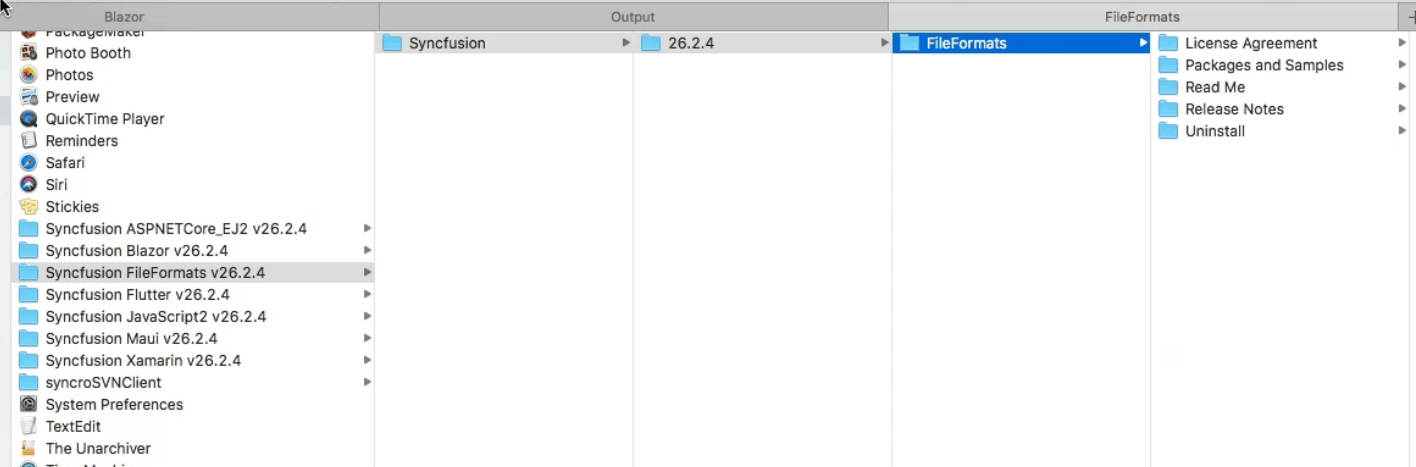 Blazor
Output
FileFormats
PackageMaker
Photo Booth
Photos
Preview
QuickTime Player
Reminders
Safari
Siri
Stickies
Syncfusion ASPNETCore_EJ2 v26.2.4
Syncfusion Blazor v26.2.4
Syncfusion FileFormats v26.2.4
Syncfusion Flutter v26.2.4
Syncfusion JavaScript2 v26.2.4
Syncfusion Maui v26.2.4
Syncfusion Xamarin v26.2.4
syncroSVNClient
System Preferences
TextEdit
The Unarchiver
Syncfusion
26.2.4
FileFormats
License Agreement
Packages and Samples
Read Me
Release Notes
Uninstall